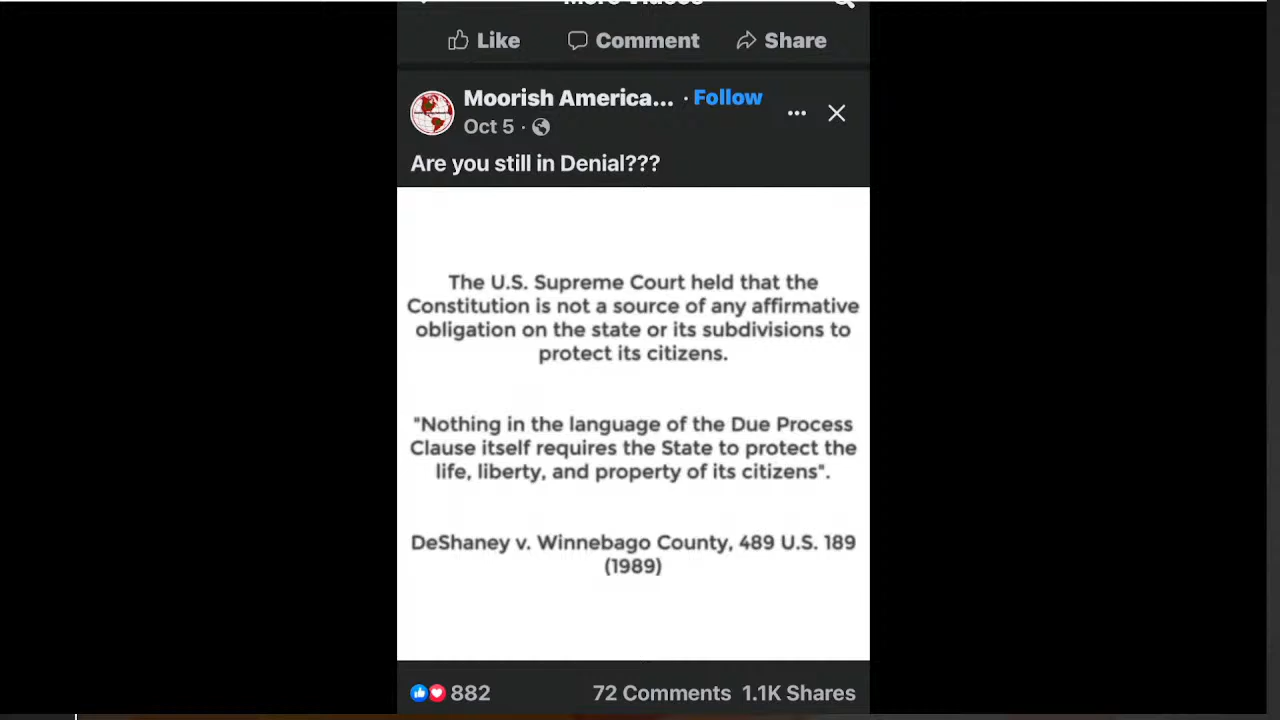 Like Comment Share
Moorish America... · Follow
Oct 5 ·
Are you still in Denial???
The U.S. Supreme Court held that the
Constitution is not a source of any affirmative
obligation on the state or its subdivisions to
protect its citizens.
"Nothing in the language of the Due Process
Clause itself requires the State to protect the
life, liberty, and property of its citizens".
DeShaney v. Winnebago County, 489 U.S. 189
(1989)
882 72 Comments 1.1K Shares